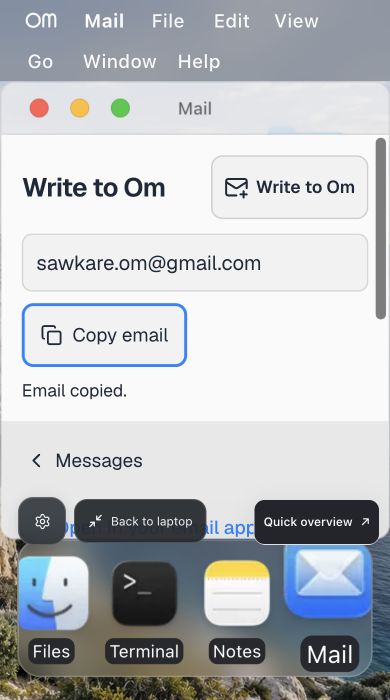 OM Mail File Edit View
Go Window Help
Mail
Write to Om
Write to Om
sawkare.om@gmail.com
Copy email
Email copied.
Messages
Back to laptop
Quick overview
Files
Terminal
Notes
Mail